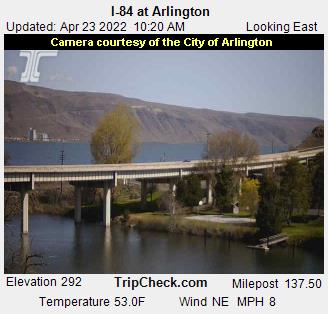 I-84 at Arlington
Updated: Apr 23 2022 10:20 AM Looking East
Camera courtesy of the City of Arlington
Elevation 292 TripCheck.com Milepost 137.50
Temperature 53.0F Wind NE MPH 8